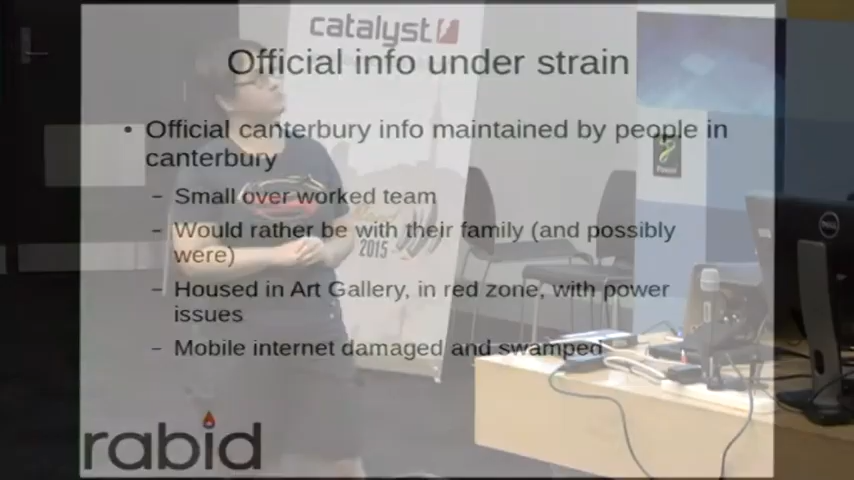 catalyst
Official info under strain
• Official canterbury info maintained by people in
canterbury
– Small over worked team
– Would rather be with their family (and possibly
were)
2015
– Housed in Art Gallery, in red zone, with power
issues
– Mobile internet damaged and swamped
rabid
DELL